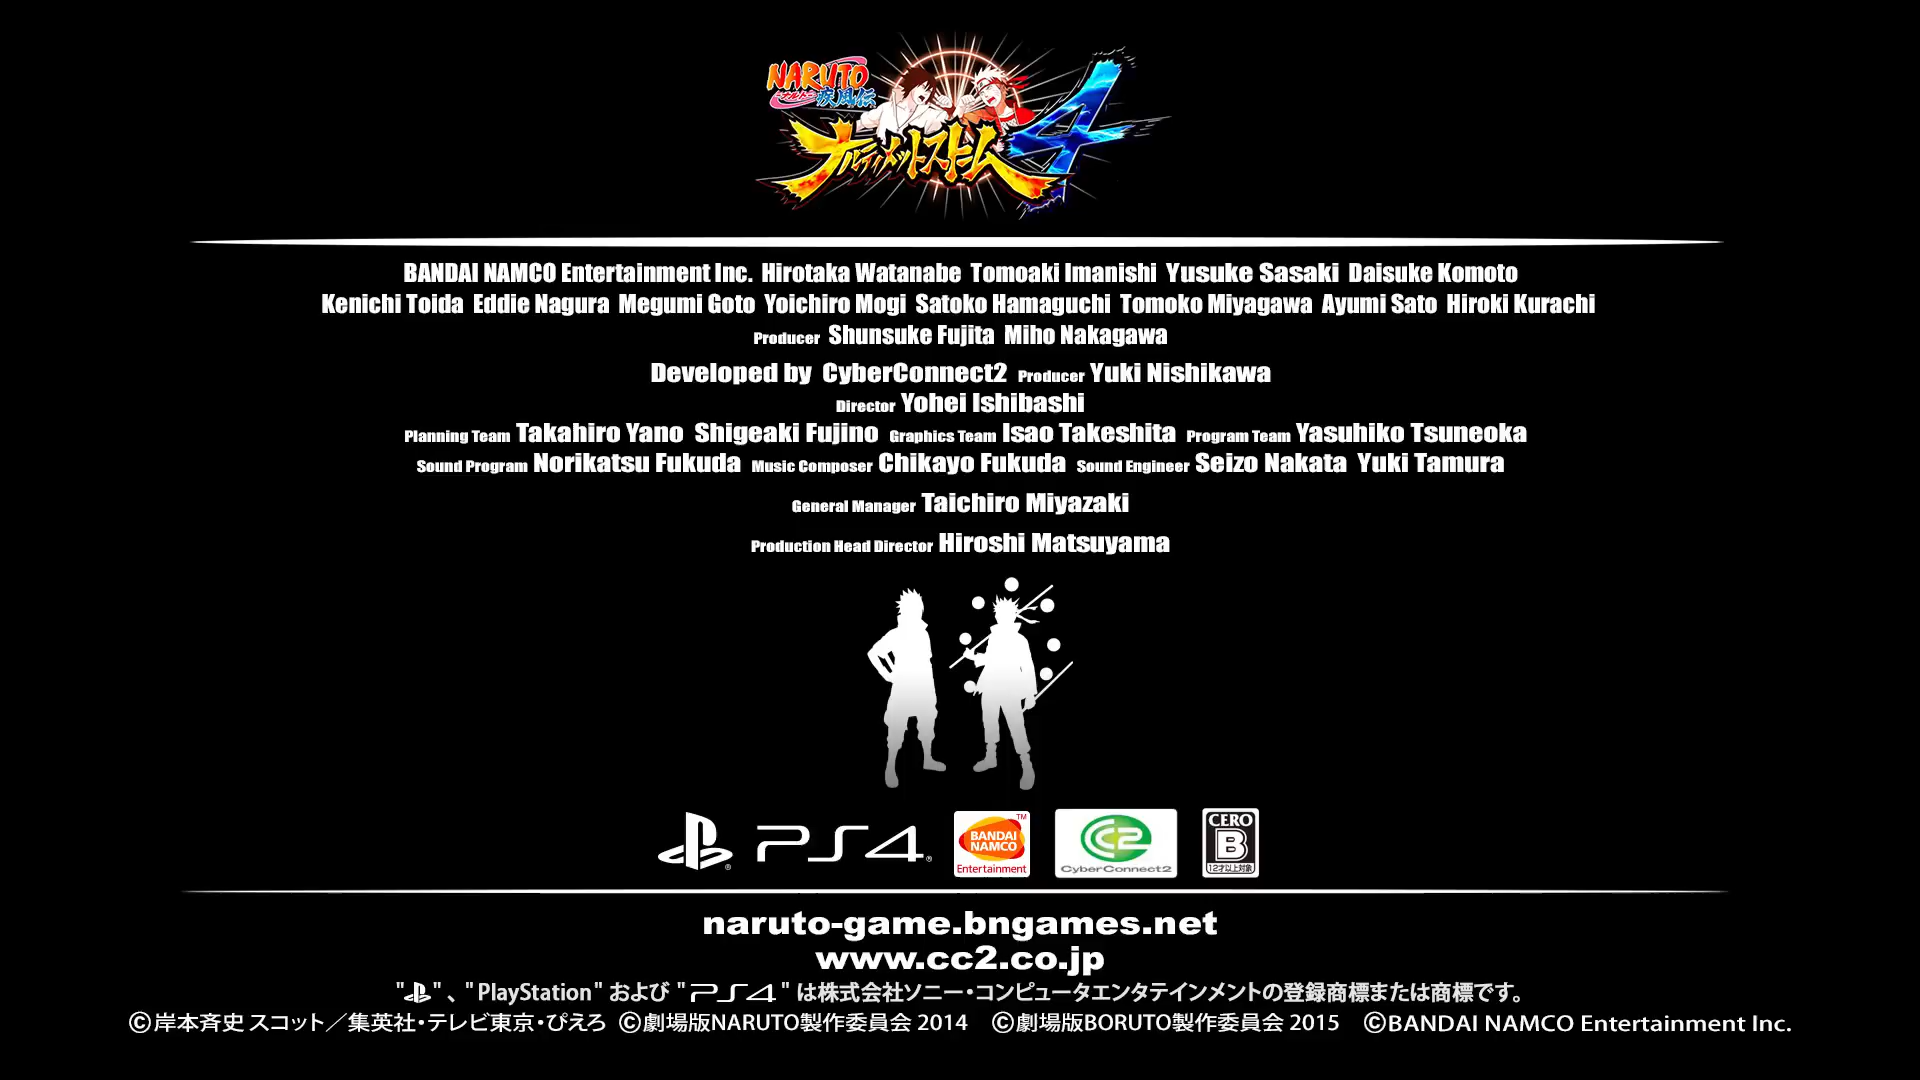 NARUTO
ナルト 疾風伝
ナルティメットストーム4
BANDAI NAMCO Entertainment Inc. Hirotaka Watanabe Tomoaki Imanishi Yusuke Sasaki Daisuke Komoto
Kenichi Toida Eddie Nagura Megumi Goto Yoichiro Mogi Satoko Hamaguchi Tomoko Miyagawa Ayumi Sato Hiroki Kurachi
Producer Shunsuke Fujita Miho Nakagawa
Developed by CyberConnect2 Producer Yuki Nishikawa
Director Yohei Ishibashi
Planning Team Takahiro Yano Shigeaki Fujino Graphics Team Isao Takeshita Program Team Yasuhiko Tsuneoka
Sound Program Norikatsu Fukuda Music Composer Chikayo Fukuda Sound Engineer Seizo Nakata Yuki Tamura
General Manager Taichiro Miyazaki
Production Head Director Hiroshi Matsuyama
PS4® BANDAI NAMCO Entertainment ™ CC2 CyberConnect2 CERO B 12才以上対象
naruto-game.bngames.net
www.cc2.co.jp
" "、"PlayStation" および "PS4" は株式会社ソニー・コンピュータエンタテインメントの登録商標または商標です。
©岸本斉史 スコット／集英社・テレビ東京・ぴえろ ©劇場版NARUTO製作委員会 2014 ©劇場版BORUTO製作委員会 2015 ©BANDAI NAMCO Entertainment Inc.